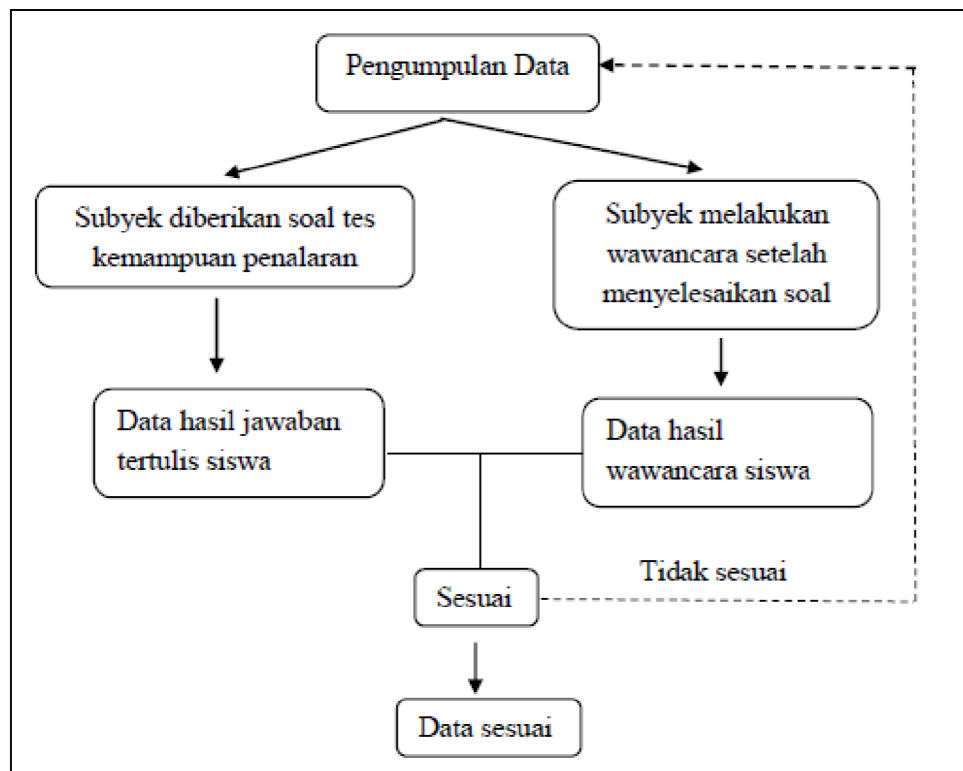 Pengumpulan Data
Subyek diberikan soal tes
kemampuan penalaran
Subyek melakukan
wawancara setelah
menyelesaikan soal
Data hasil jawaban
tertulis siswa
Data hasil
wawancara siswa
Tidak sesuai
Sesuai
Data sesuai